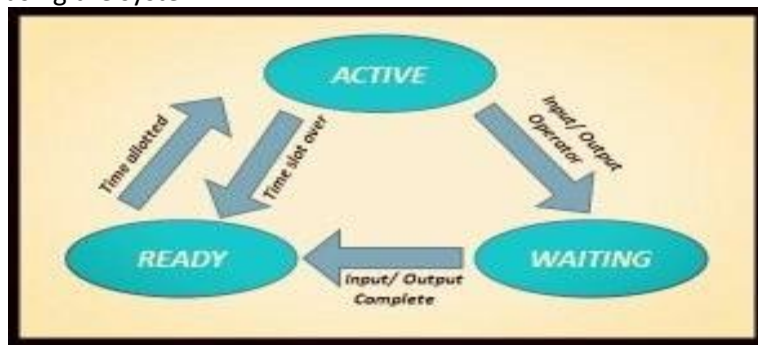 ACTIVE
Time allotted
Time slot over
Input/ Output
Operator
READY
WAITING
Input/ Output
Complete